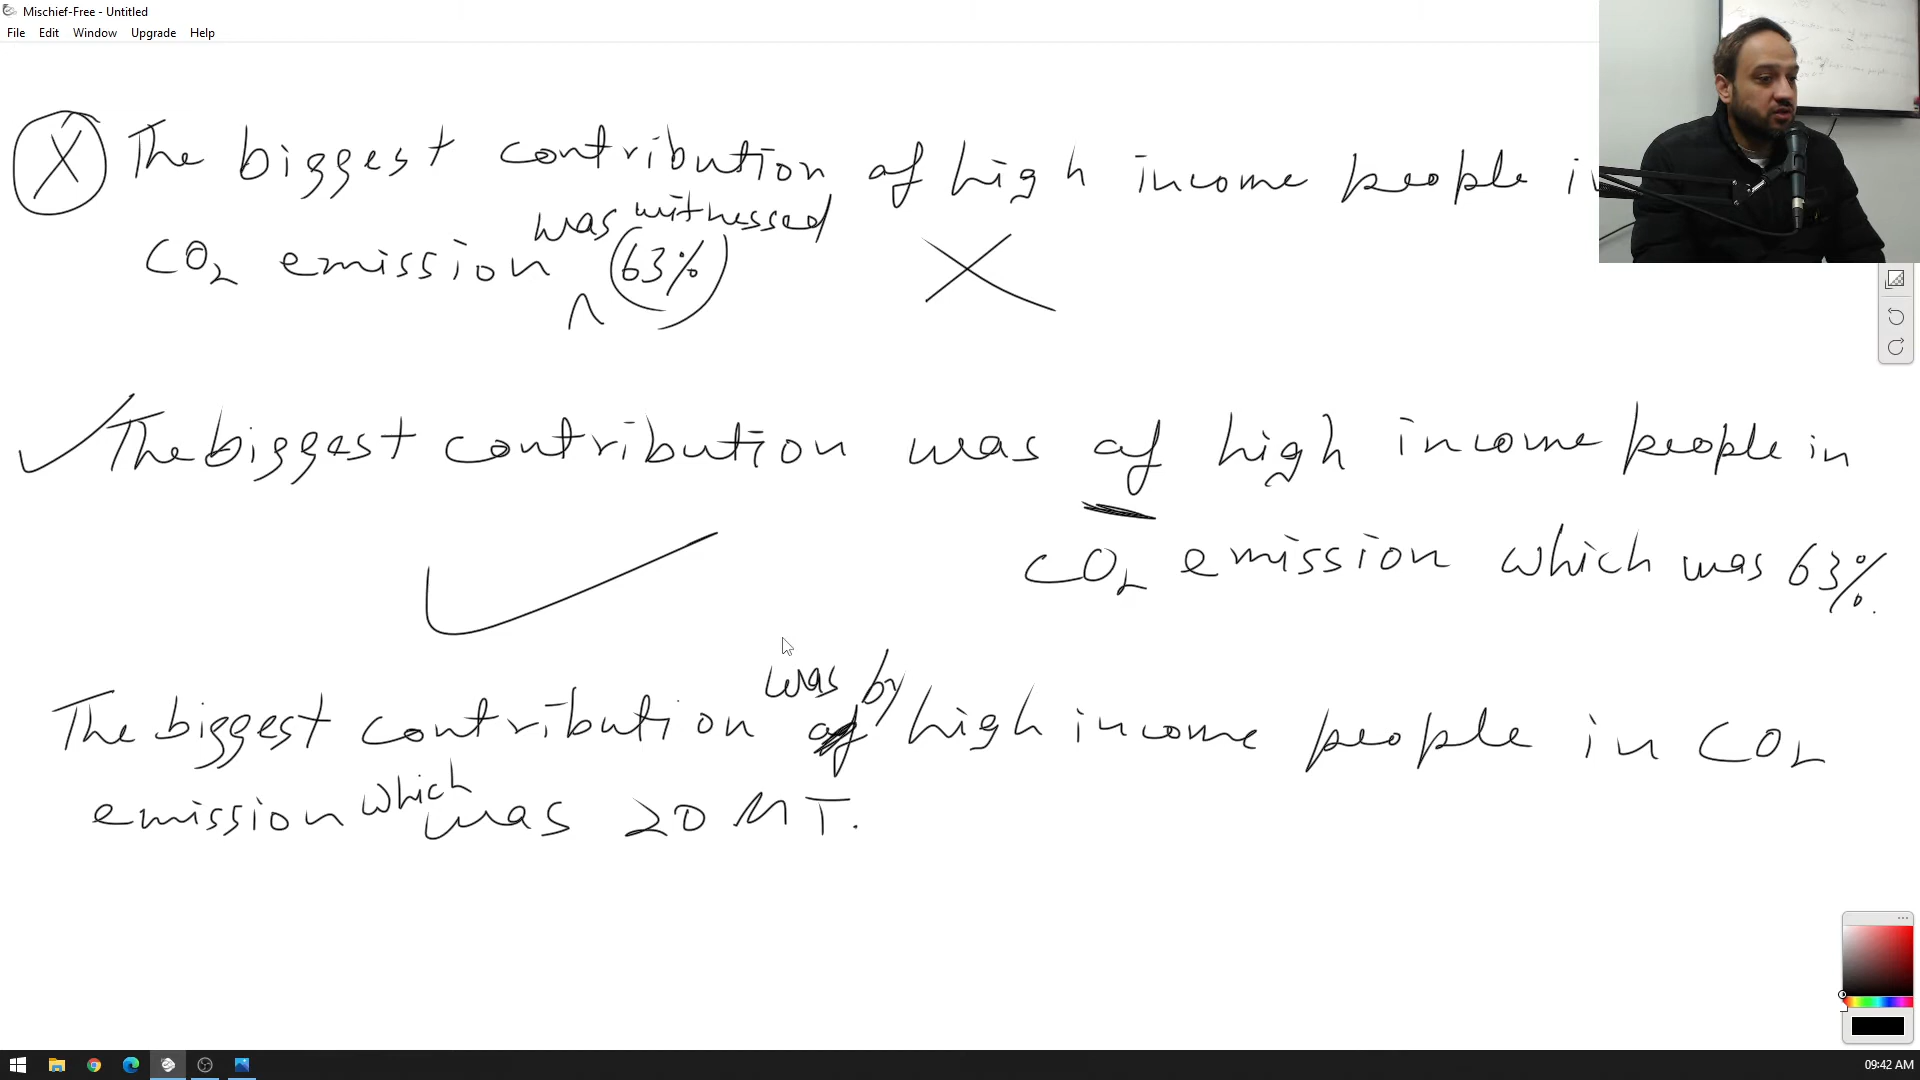 Mischief-Free - Untitled
File Edit Window Upgrade Help
X The biggest contribution of high income people in
was witnessed
CO2 emission ^ 63%
The biggest contribution was of high income people in
CO2 emission which was 63%.
was by
The biggest contribution of high income people in CO2
which
emission was 20 MT.
09:42 AM